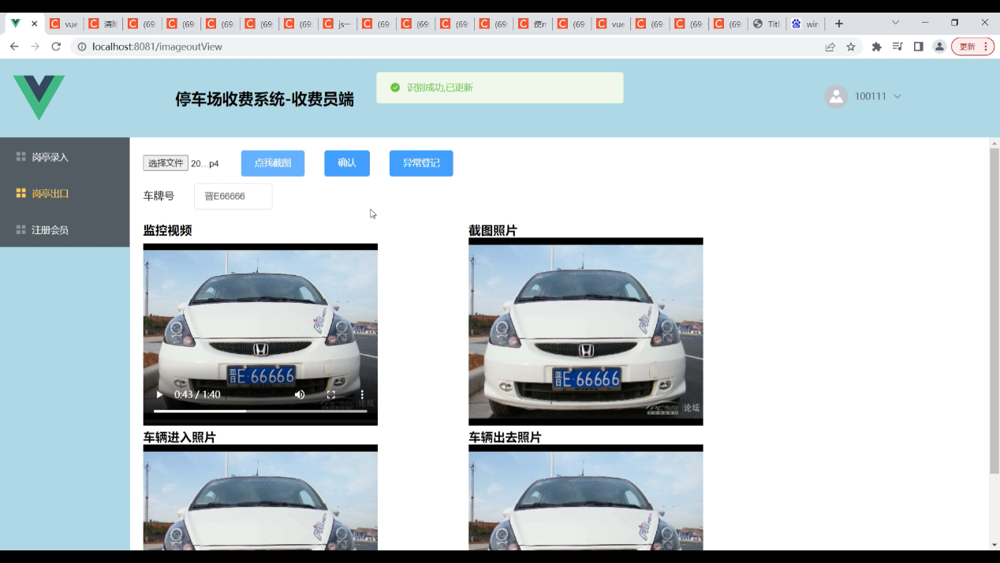 vue
(69
(69
(69
(69
(69
js一
(69
(69
(69
(69
使
(69
vue
(69
(69
(69
Titl
win
localhost:8081/imageoutView
更新
停车场收费系统-收费员端
识别成功,已更新
100111
岗亭录入
岗亭出口
注册会员
选择文件 20...p4
点我截图
确认
异常登记
车牌号
晋E66666
监控视频
截图照片
晋E·66666
0:43 / 1:40
论坛
晋E·66666
论坛
车辆进入照片
车辆出去照片